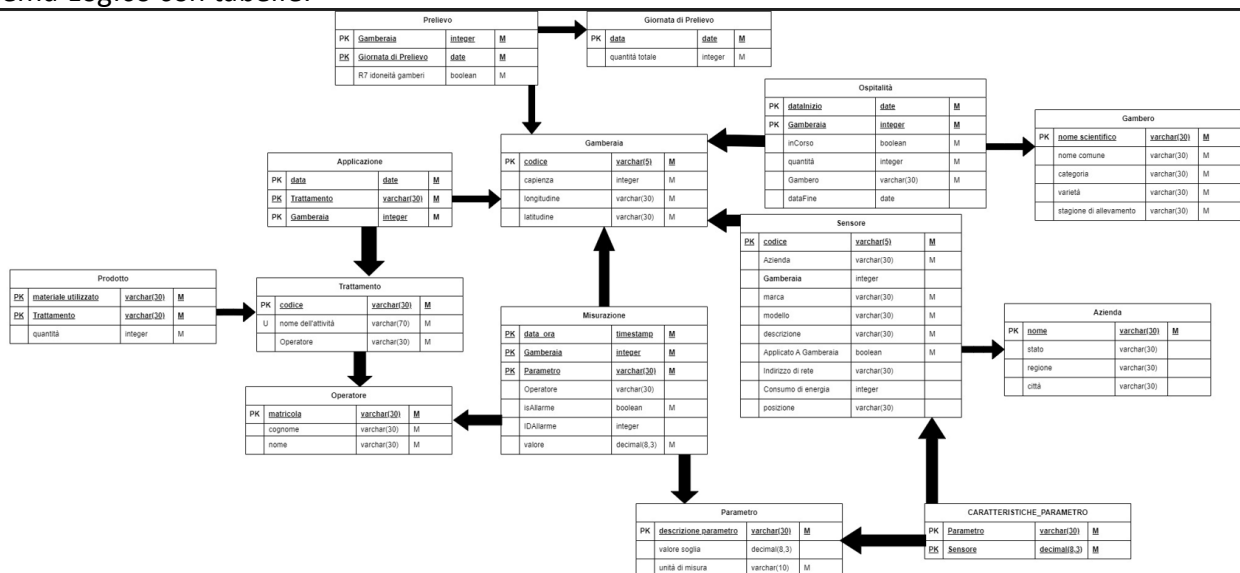 Prelievo
PK Gamberaia integer M
PK Giornata di Prelievo date M
R7 idoneità gamberi boolean M
Giornata di Prelievo
PK data date M
quantità totale integer M
Ospitalità
PK dataInizio date M
PK Gamberaia integer M
inCorso boolean M
quantità integer M
Gambero varchar(30) M
dataFine date
Gambero
PK nome scientifico varchar(30) M
nome comune varchar(30) M
categoria varchar(30) M
varietà varchar(30) M
stagione di allevamento varchar(30) M
Gamberaia
PK codice varchar(5) M
capienza integer M
longitudine varchar(30) M
latitudine varchar(30) M
Applicazione
PK data date M
PK Trattamento varchar(30) M
PK Gamberaia integer M
Sensore
PK codice varchar(5) M
Azienda varchar(30) M
Gamberaia integer
marca varchar(30) M
modello varchar(30) M
descrizione varchar(30) M
Applicato A Gamberaia boolean M
Indirizzo di rete varchar(30)
Consumo di energia integer
posizione varchar(30)
Prodotto
PK materiale utilizzato varchar(30) M
PK Trattamento varchar(30) M
quantità integer M
Trattamento
PK codice varchar(30) M
U nome dell'attività varchar(70) M
Operatore varchar(30) M
Misurazione
PK data_ora timestamp M
PK Gamberaia integer M
PK Parametro varchar(30) M
Operatore varchar(30)
isAllarme boolean M
IDAllarme integer
valore decimal(8,3) M
Azienda
PK nome varchar(30) M
stato varchar(30)
regione varchar(30)
città varchar(30)
Operatore
PK matricola varchar(30) M
cognome varchar(30) M
nome varchar(30) M
Parametro
PK descrizione parametro varchar(30) M
valore soglia decimal(8,3)
unità di misura varchar(10) M
CARATTERISTICHE_PARAMETRO
PK Parametro varchar(30) M
PK Sensore decimal(8,3) M